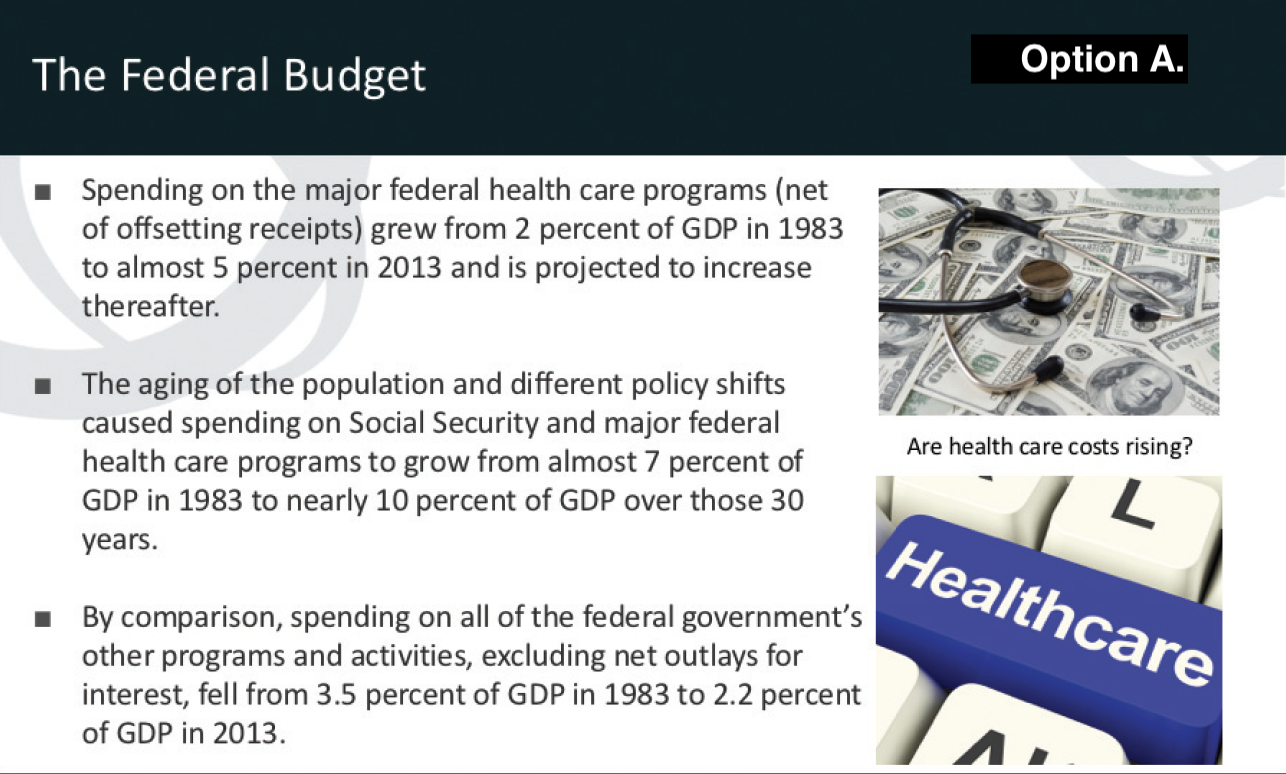 The Federal Budget
Option A.
■ Spending on the major federal health care programs (net
of offsetting receipts) grew from 2 percent of GDP in 1983
to almost 5 percent in 2013 and is projected to increase
thereafter.
■ The aging of the population and different policy shifts
caused spending on Social Security and major federal
health care programs to grow from almost 7 percent of
GDP in 1983 to nearly 10 percent of GDP over those 30
years.
■ By comparison, spending on all of the federal government’s
other programs and activities, excluding net outlays for
interest, fell from 3.5 percent of GDP in 1983 to 2.2 percent
of GDP in 2013.
Are health care costs rising?
L
Healthcare